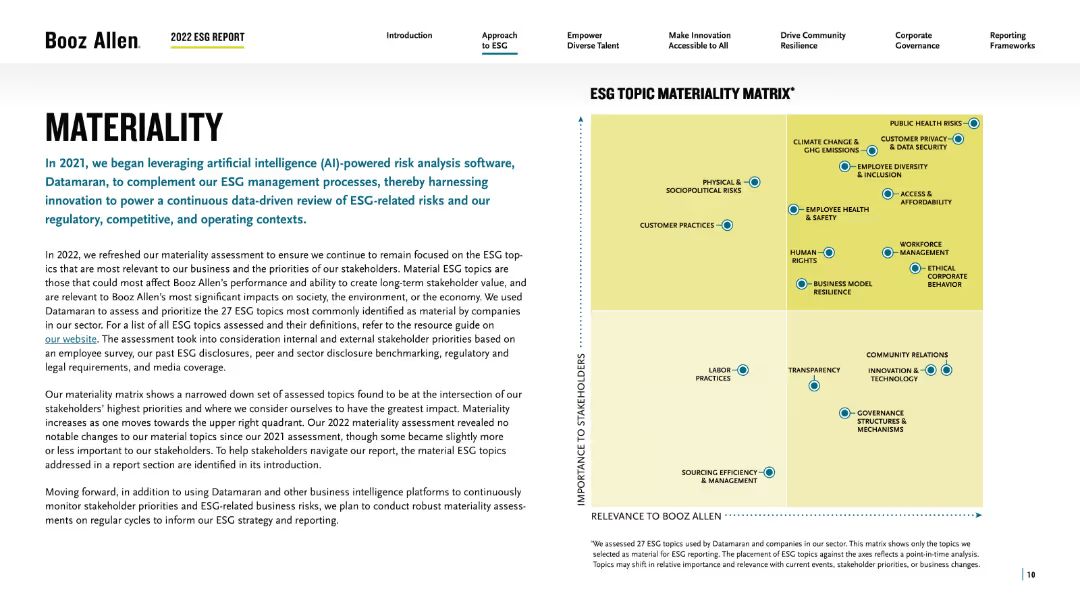 Booz Allen.
2022 ESG REPORT
Introduction
Approach
to ESG
Empower
Diverse Talent
Make Innovation
Accessible to All
Drive Community
Resilience
Corporate
Governance
Reporting
Frameworks
MATERIALITY
In 2021, we began leveraging artificial intelligence (AI)-powered risk analysis software,
Datamaran, to complement our ESG management processes, thereby harnessing
innovation to power a continuous data-driven review of ESG-related risks and our
regulatory, competitive, and operating contexts.
In 2022, we refreshed our materiality assessment to ensure we continue to remain focused on the ESG top-
ics that are most relevant to our business and the priorities of our stakeholders. Material ESG topics are
those that could most affect Booz Allen's performance and ability to create long-term stakeholder value, and
are relevant to Booz Allen's most significant impacts on society, the environment, or the economy. We used
Datamaran to assess and prioritize the 27 ESG topics most commonly identified as material by companies
in our sector. For a list of all ESG topics assessed and their definitions, refer to the resource guide on
our website. The assessment took into consideration internal and external stakeholder priorities based on
an employee survey, our past ESG disclosures, peer and sector disclosure benchmarking, regulatory and
legal requirements, and media coverage.
Our materiality matrix shows a narrowed down set of assessed topics found to be at the intersection of our
stakeholders' highest priorities and where we consider ourselves to have the greatest impact. Materiality
increases as one moves towards the upper right quadrant. Our 2022 materiality assessment revealed no
notable changes to our material topics since our 2021 assessment, though some became slightly more
or less important to our stakeholders. To help stakeholders navigate our report, the material ESG topics
addressed in a report section are identified in its introduction.
Moving forward, in addition to using Datamaran and other business intelligence platforms to continuously
monitor stakeholder priorities and ESG-related business risks, we plan to conduct robust materiality assess-
ments on regular cycles to inform our ESG strategy and reporting.
ESG TOPIC MATERIALITY MATRIX*
IMPORTANCE TO STAKEHOLDERS
PUBLIC HEALTH RISKS
CUSTOMER PRIVACY
& DATA SECURITY
CLIMATE CHANGE &
GHG EMISSIONS
EMPLOYEE DIVERSITY
& INCLUSION
PHYSICAL &
SOCIOPOLITICAL RISKS
ACCESS &
AFFORDABILITY
EMPLOYEE HEALTH
& SAFETY
CUSTOMER PRACTICES
HUMAN
RIGHTS
WORKFORCE
MANAGEMENT
ETHICAL
CORPORATE
BEHAVIOR
BUSINESS MODEL
RESILIENCE
COMMUNITY RELATIONS
LABOR
PRACTICES
TRANSPARENCY
INNOVATION &
TECHNOLOGY
GOVERNANCE
STRUCTURES &
MECHANISMS
SOURCING EFFICIENCY
& MANAGEMENT
RELEVANCE TO BOOZ ALLEN
*We assessed 27 ESG topics used by Datamaran and companies in our sector. This matrix shows only the topics we
selected as material for ESG reporting. The placement of ESG topics against the axes reflects a point-in-time analysis.
Topics may shift in relative importance and relevance with current events, stakeholder priorities, or business changes.
10